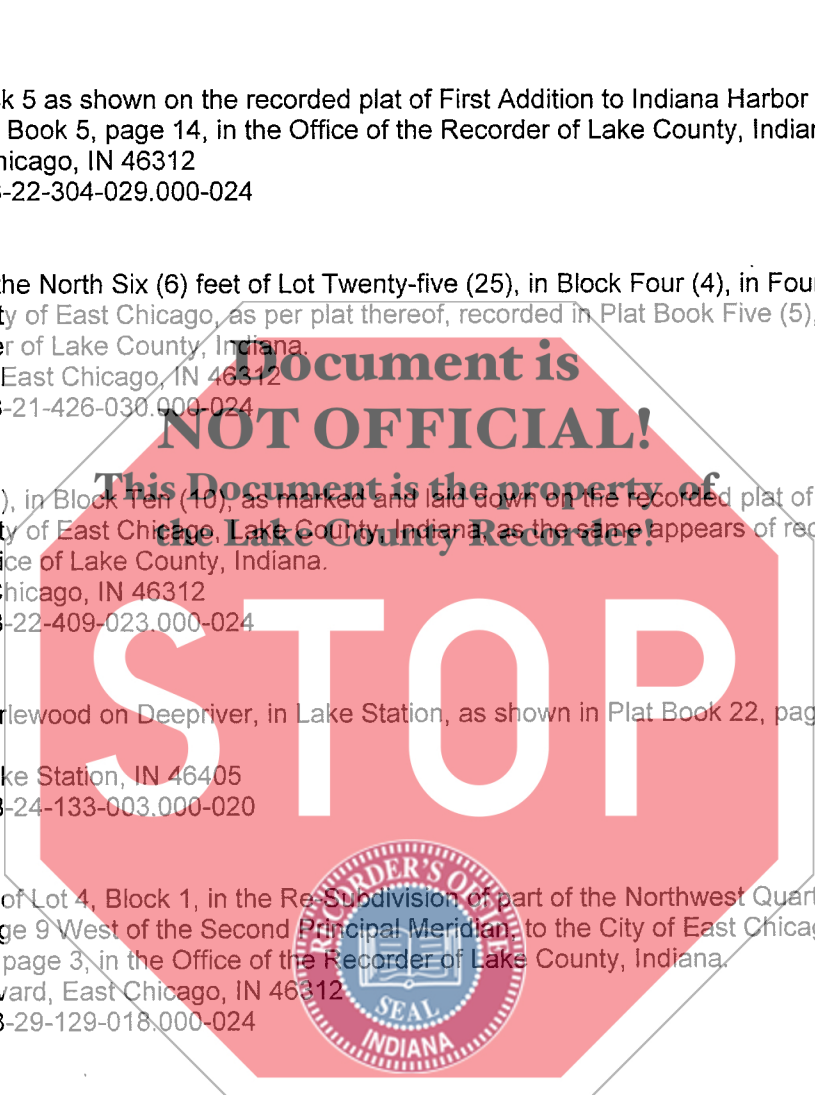 k 5 as shown on the recorded plat of First Addition to Indiana Harbor
Book 5, page 14, in the Office of the Recorder of Lake County, Indian
hicago, IN 46312
-22-304-029.000-024
the North Six (6) feet of Lot Twenty-five (25), in Block Four (4), in Four
ty of East Chicago, as per plat thereof, recorded in Plat Book Five (5),
r of Lake County, Indiana.
East Chicago, IN 46312
-21-426-030.000-024
Document is
NOT OFFICIAL!
This Document is the property of
the Lake County Recorder!
), in Block Ten (10), as marked and laid down on the recorded plat of
ty of East Chicago, Lake County, Indiana, as the same appears of rec
ice of Lake County, Indiana.
Chicago, IN 46312
-22-409-023.000-024
STOP
rlewood on Deepriver, in Lake Station, as shown in Plat Book 22, pag
ke Station, IN 46405
-24-133-003.000-020
of Lot 4, Block 1, in the Re-Subdivision of part of the Northwest Quart
ge 9 West of the Second Principal Meridian, to the City of East Chicag
page 3, in the Office of the Recorder of Lake County, Indiana.
vard, East Chicago, IN 46312
-29-129-018.000-024
RECORDER'S OFFICE
SEAL
INDIANA